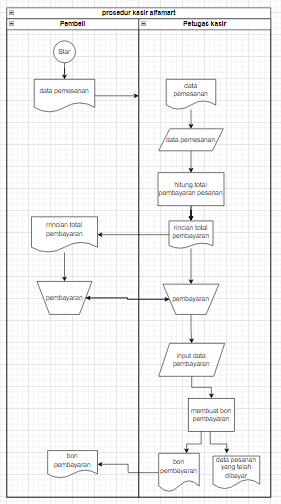 prosedur kasir alfamart
Pembeli
Petugas kasir
Star
data pemesanan
data
pemesanan
data pemesanan
hitung total
pembayaran pesanan
rrincian total
pembayaran
rincian total
pembayaran
pembayaran
pembayaran
input data
pembayaran
membuat bon
pembayaran
bon
pembayaran
bon
pembayaran
data pesanan
yang telah
dibayar